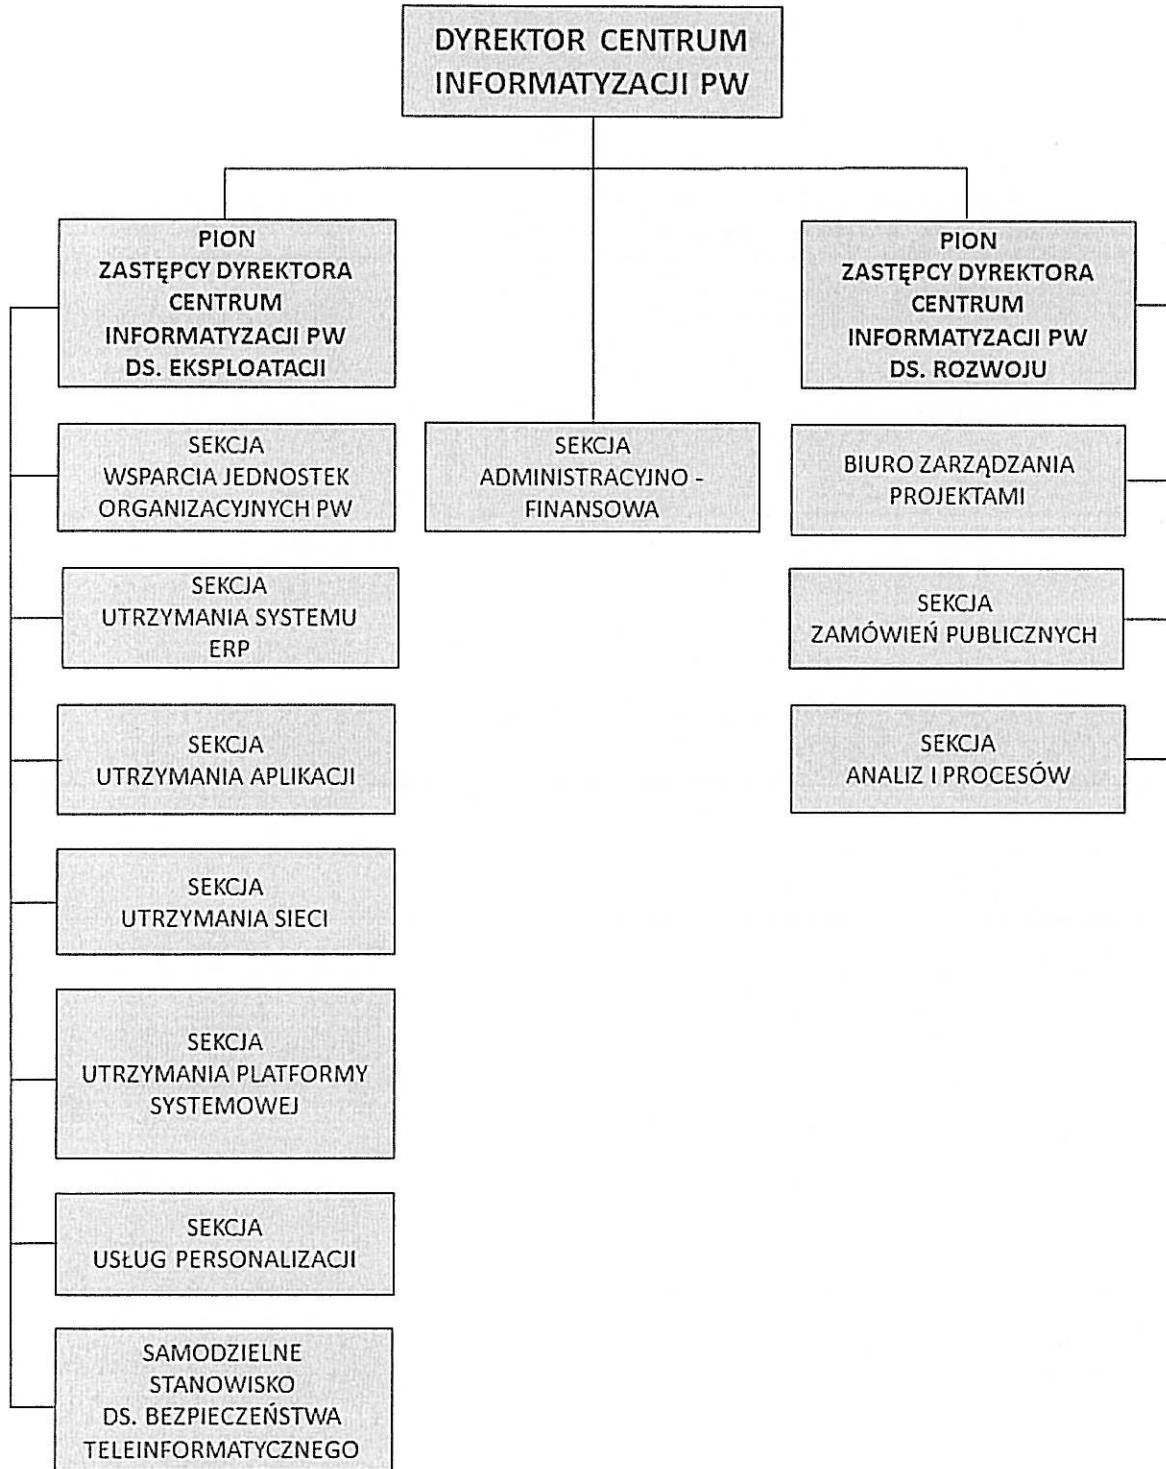 DYREKTOR CENTRUM
INFORMATYZACJI PW
PION
ZASTĘPCY DYREKTORA
CENTRUM
INFORMATYZACJI PW
DS. EKSPLOATACJI
PION
ZASTĘPCY DYREKTORA
CENTRUM
INFORMATYZACJI PW
DS. ROZWOJU
SEKCJA
WSPARCIA JEDNOSTEK
ORGANIZACYJNYCH PW
SEKCJA
ADMINISTRACYJNO -
FINANSOWA
BIURO ZARZĄDZANIA
PROJEKTAMI
SEKCJA
UTRZYMANIA SYSTEMU
ERP
SEKCJA
ZAMÓWIEŃ PUBLICZNYCH
SEKCJA
UTRZYMANIA APLIKACJI
SEKCJA
ANALIZ I PROCESÓW
SEKCJA
UTRZYMANIA SIECI
SEKCJA
UTRZYMANIA PLATFORMY
SYSTEMOWEJ
SEKCJA
USŁUG PERSONALIZACJI
SAMODZIELNE
STANOWISKO
DS. BEZPIECZEŃSTWA
TELEINFORMATYCZNEGO